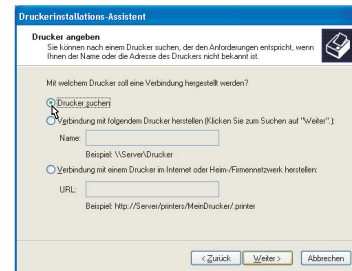 Druckerinstallations-Assistent
Drucker angeben
Sie können nach einem Drucker suchen, der den Anforderungen entspricht, wenn
Ihnen der Name oder die Adresse des Druckers nicht bekannt ist.
Mit welchem Drucker soll eine Verbindung hergestellt werden?
Drucker suchen
Verbindung mit folgendem Drucker herstellen (Klicken Sie zum Suchen auf "Weiter".):
Name:
Beispiel: \\Server\Drucker
Verbindung mit einem Drucker im Internet oder Heim-/Firmennetzwerk herstellen:
URL:
Beispiel: http://Server/printers/MeinDrucker/.printer
< Zurück
Weiter >
Abbrechen